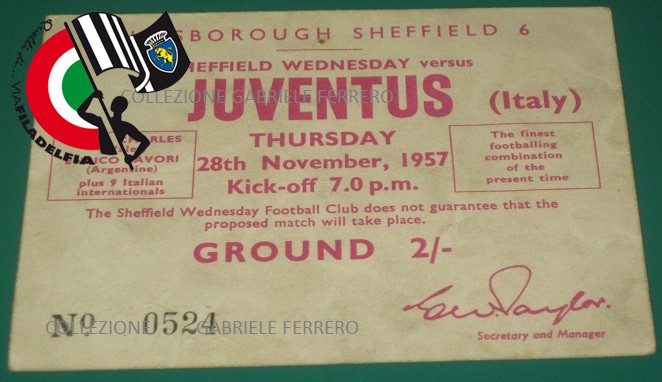 SBOROUGH SHEFFIELD 6
SHEFFIELD WEDNESDAY versus
COLLEZIONE GABRIELE FERRERO
JUVENTUS (Italy)
THURSDAY
28th November, 1957
Kick-off 7.0 p.m.
(Argentine)
plus 9 Italian
internationals
The finest
footballing
combination of
the present time
The Sheffield Wednesday Football Club does not guarantee that the
proposed match will take place.
GROUND 2/-
Nº 0524
COLLEZIONE GABRIELE FERRERO
Secretary and Manager
Quelli di... VIAFILADELFIA